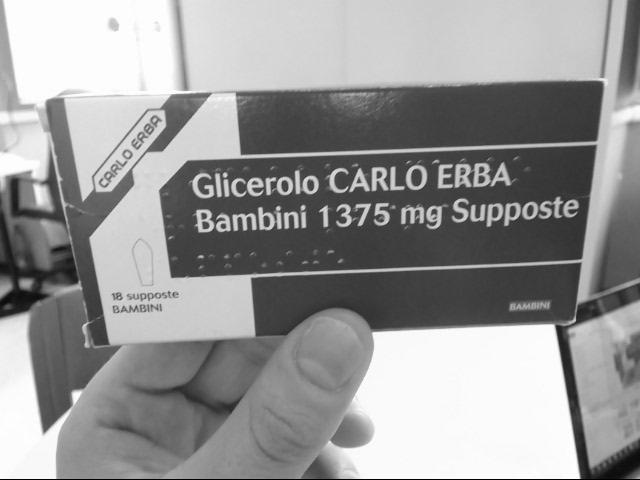 CARLO ERBA
Glicerolo CARLO ERBA
Bambini 1375 mg Supposte
18 supposte
BAMBINI
BAMBINI